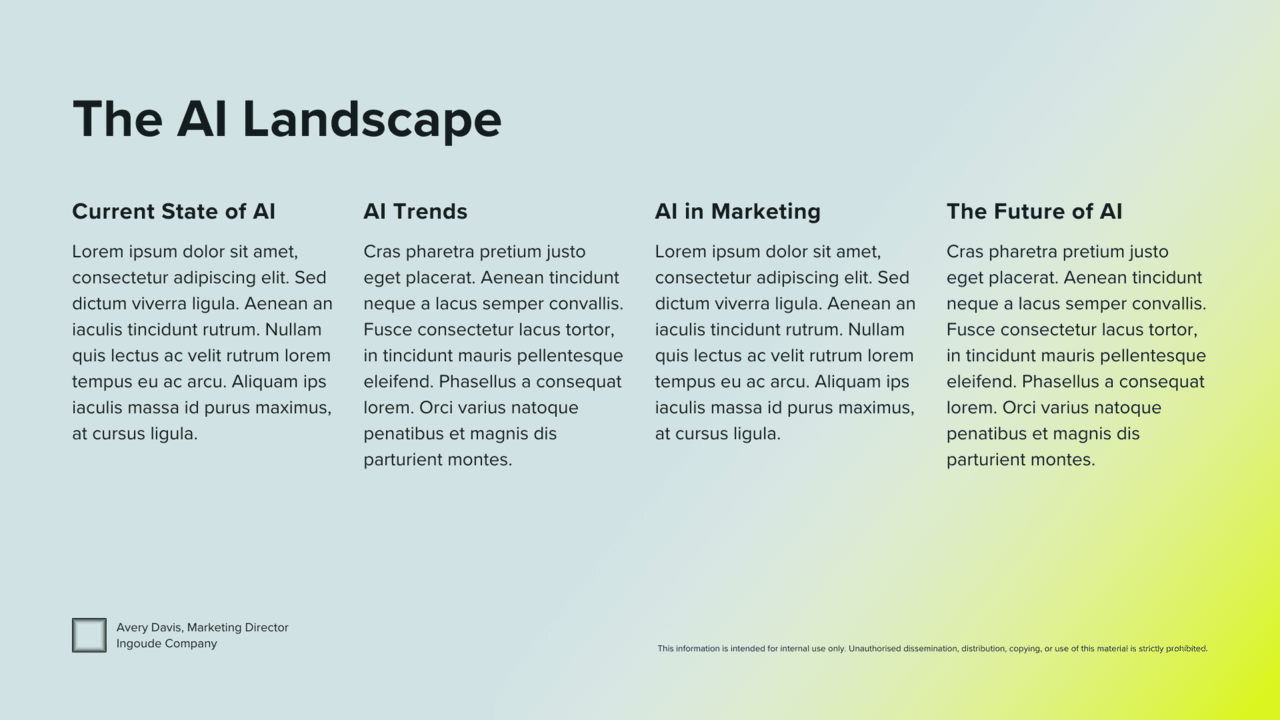 The AI Landscape
Current State of AI
Lorem ipsum dolor sit amet,
consectetur adipiscing elit. Sed
dictum viverra ligula. Aenean an
iaculis tincidunt rutrum. Nullam
quis lectus ac velit rutrum lorem
tempus eu ac arcu. Aliquam ips
iaculis massa id purus maximus,
at cursus ligula.
AI Trends
Cras pharetra pretium justo
eget placerat. Aenean tincidunt
neque a lacus semper convallis.
Fusce consectetur lacus tortor,
in tincidunt mauris pellentesque
eleifend. Phasellus a consequat
lorem. Orci varius natoque
penatibus et magnis dis
parturient montes.
AI in Marketing
Lorem ipsum dolor sit amet,
consectetur adipiscing elit. Sed
dictum viverra ligula. Aenean an
iaculis tincidunt rutrum. Nullam
quis lectus ac velit rutrum lorem
tempus eu ac arcu. Aliquam ips
iaculis massa id purus maximus,
at cursus ligula.
The Future of AI
Cras pharetra pretium justo
eget placerat. Aenean tincidunt
neque a lacus semper convallis.
Fusce consectetur lacus tortor,
in tincidunt mauris pellentesque
eleifend. Phasellus a consequat
lorem. Orci varius natoque
penatibus et magnis dis
parturient montes.
Avery Davis, Marketing Director
Ingoude Company
This information is intended for internal use only. Unauthorised dissemination, distribution, copying, or use of this material is strictly prohibited.